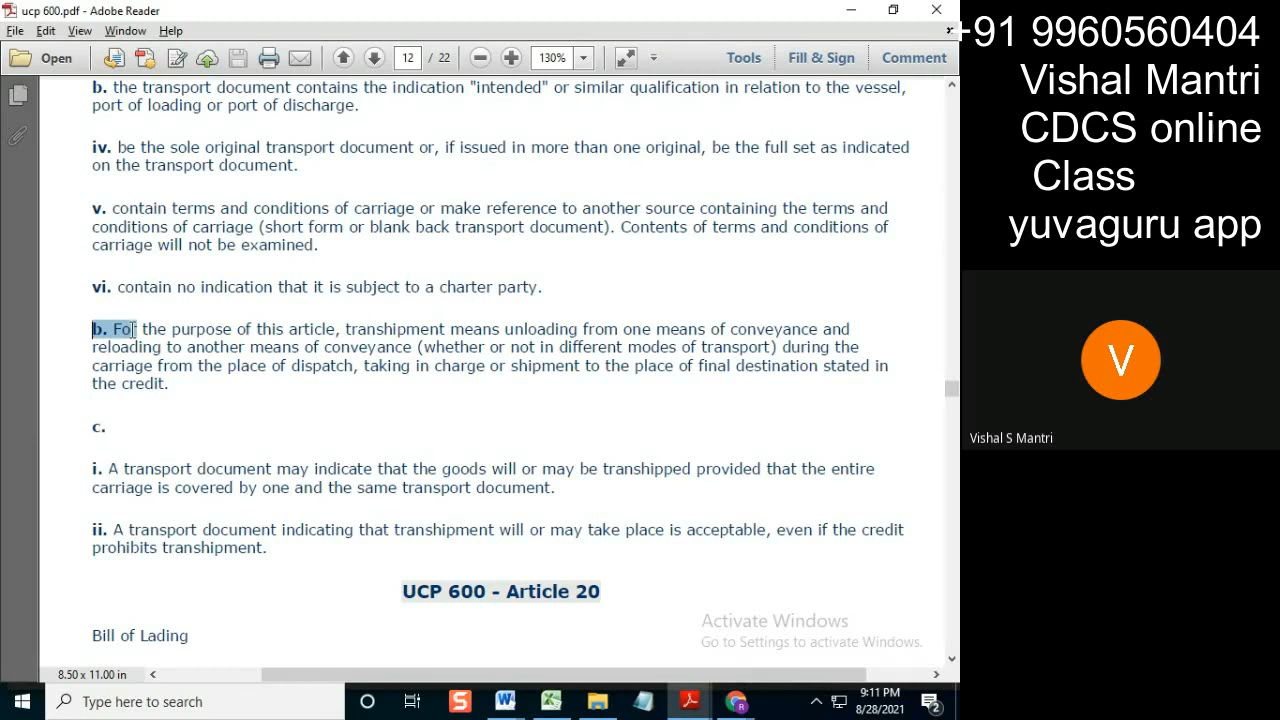 ucp 600.pdf - Adobe Reader
File Edit View Window Help
Open 12 / 22 130% Tools Fill & Sign Comment
b. the transport document contains the indication "intended" or similar qualification in relation to the vessel,
port of loading or port of discharge.
iv. be the sole original transport document or, if issued in more than one original, be the full set as indicated
on the transport document.
v. contain terms and conditions of carriage or make reference to another source containing the terms and
conditions of carriage (short form or blank back transport document). Contents of terms and conditions of
carriage will not be examined.
vi. contain no indication that it is subject to a charter party.
b. For the purpose of this article, transhipment means unloading from one means of conveyance and
reloading to another means of conveyance (whether or not in different modes of transport) during the
carriage from the place of dispatch, taking in charge or shipment to the place of final destination stated in
the credit.
c.
i. A transport document may indicate that the goods will or may be transhipped provided that the entire
carriage is covered by one and the same transport document.
ii. A transport document indicating that transhipment will or may take place is acceptable, even if the credit
prohibits transhipment.
UCP 600 - Article 20
Bill of Lading
Activate Windows
Go to Settings to activate Windows.
8.50 x 11.00 in
Type here to search
S W X R
9:11 PM
8/28/2021
2
+91 9960560404
Vishal Mantri
CDCS online
Class
yuvaguru app
V
Vishal S Mantri